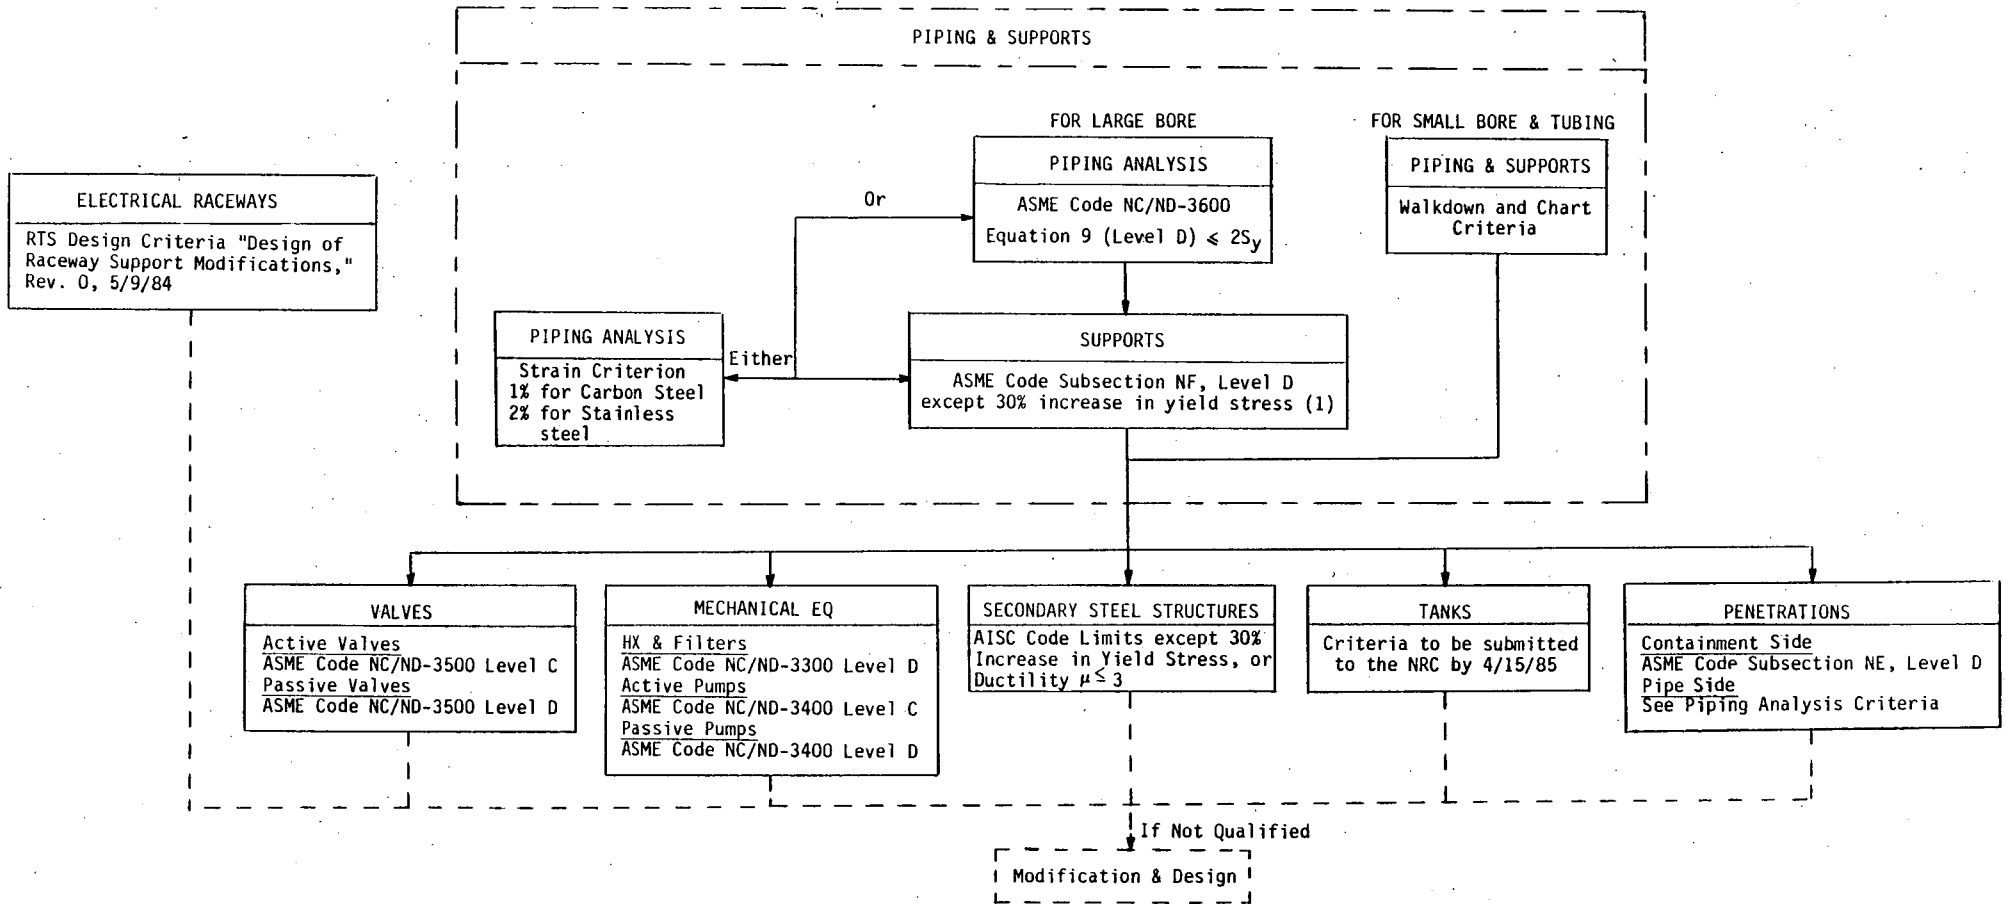 PIPING & SUPPORTS
FOR LARGE BORE
PIPING ANALYSIS
ASME Code NC/ND-3600
Equation 9 (Level D) ⩽ 2Sy
FOR SMALL BORE & TUBING
PIPING & SUPPORTS
Walkdown and Chart
Criteria
ELECTRICAL RACEWAYS
RTS Design Criteria "Design of
Raceway Support Modifications,"
Rev. 0, 5/9/84
Or
Either
PIPING ANALYSIS
Strain Criterion
1% for Carbon Steel
2% for Stainless
steel
SUPPORTS
ASME Code Subsection NF, Level D
except 30% increase in yield stress (1)
VALVES
Active Valves
ASME Code NC/ND-3500 Level C
Passive Valves
ASME Code NC/ND-3500 Level D
MECHANICAL EQ
HX & Filters
ASME Code NC/ND-3300 Level D
Active Pumps
ASME Code NC/ND-3400 Level C
Passive Pumps
ASME Code NC/ND-3400 Level D
SECONDARY STEEL STRUCTURES
AISC Code Limits except 30%
Increase in Yield Stress, or
Ductility μ ≤ 3
TANKS
Criteria to be submitted
to the NRC by 4/15/85
PENETRATIONS
Containment Side
ASME Code Subsection NE, Level D
Pipe Side
See Piping Analysis Criteria
If Not Qualified
Modification & Design